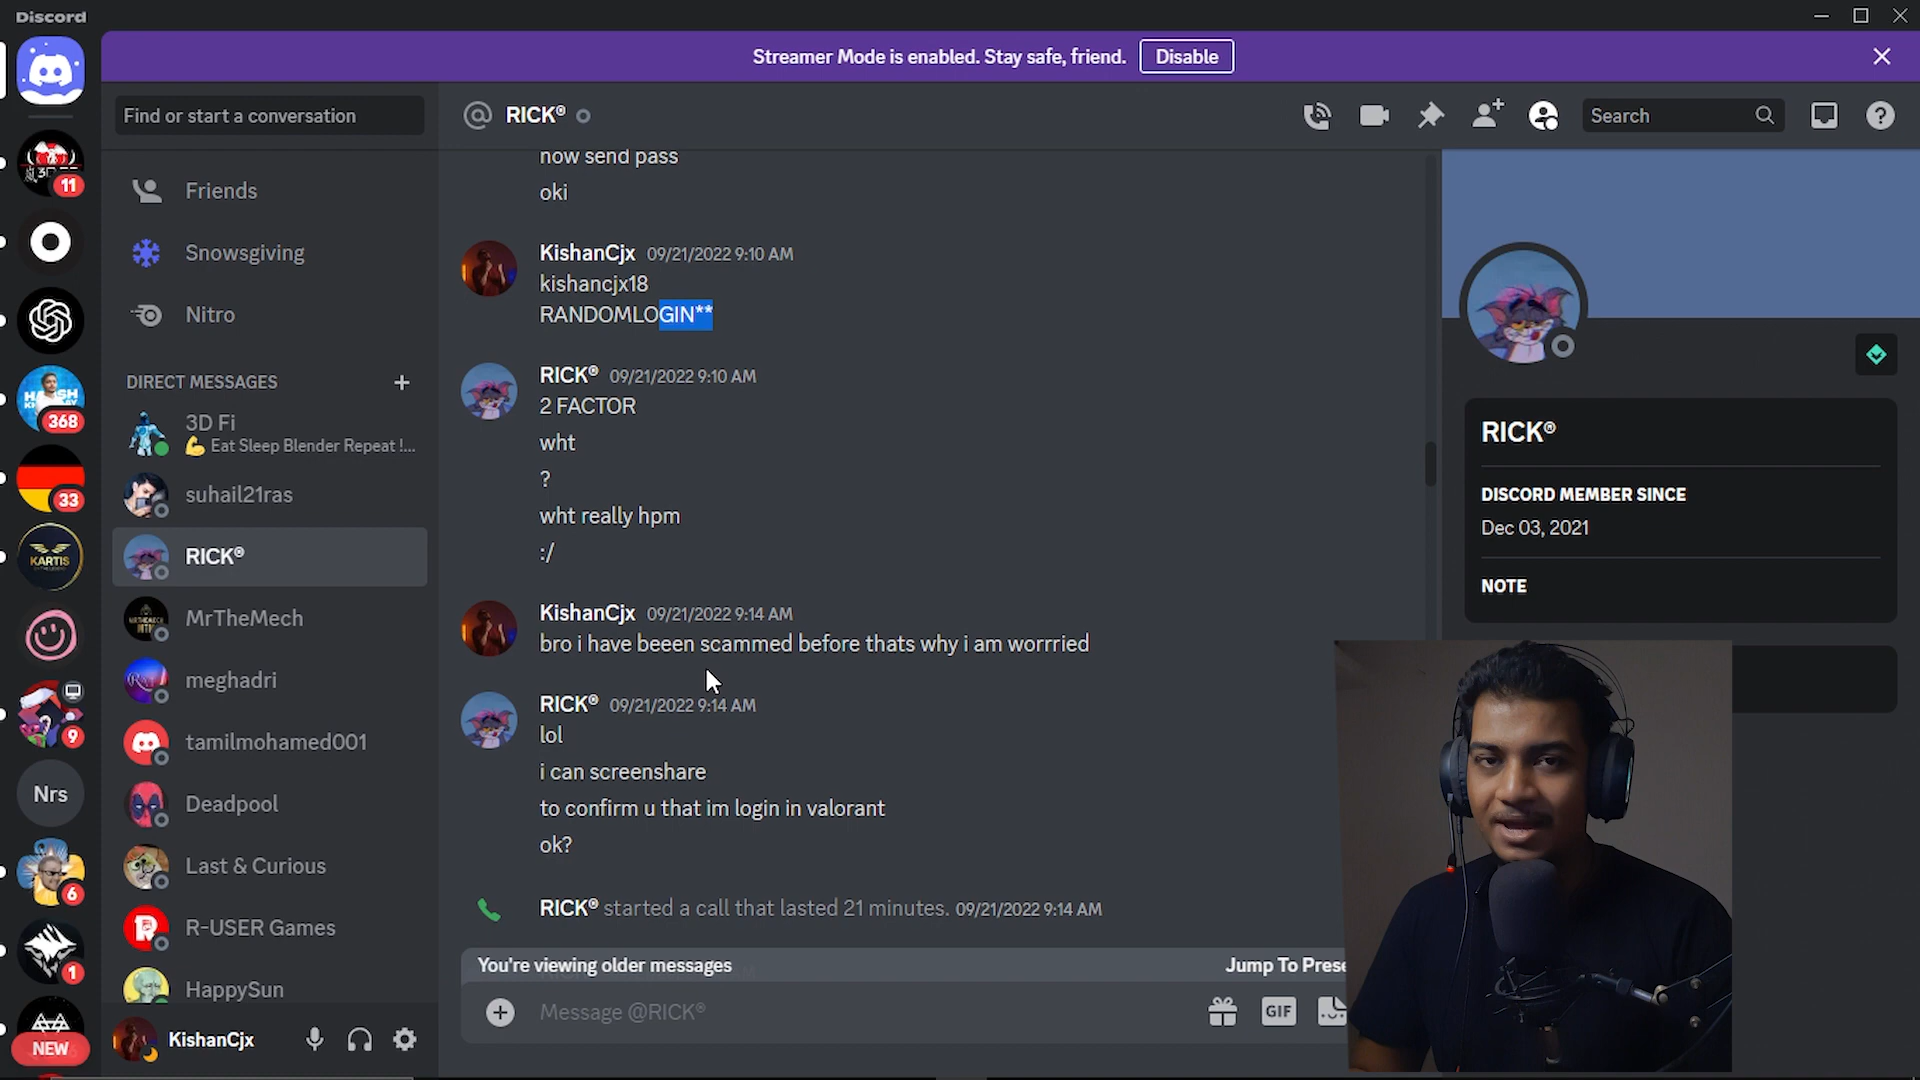 Discord
Streamer Mode is enabled. Stay safe, friend.
Disable
Find or start a conversation
RICK®
Search
Friends
Snowsgiving
Nitro
DIRECT MESSAGES
3D Fi
💪 Eat Sleep Blender Repeat !...
suhail21ras
RICK®
MrTheMech
meghadri
tamilmohamed001
Deadpool
Last & Curious
R-USER Games
HappySun
KishanCjx
11
368
33
KARTIS
9
Nrs
6
1
NEW
now send pass
oki
KishanCjx 09/21/2022 9:10 AM
kishancjx18
RANDOMLOGIN**
RICK® 09/21/2022 9:10 AM
2 FACTOR
wht
?
wht really hpm
:/
KishanCjx 09/21/2022 9:14 AM
bro i have beeen scammed before thats why i am worrried
RICK® 09/21/2022 9:14 AM
lol
i can screenshare
to confirm u that im login in valorant
ok?
RICK® started a call that lasted 21 minutes. 09/21/2022 9:14 AM
You're viewing older messages
Jump To Prese
Message @RICK®
GIF
RICK®
DISCORD MEMBER SINCE
Dec 03, 2021
NOTE